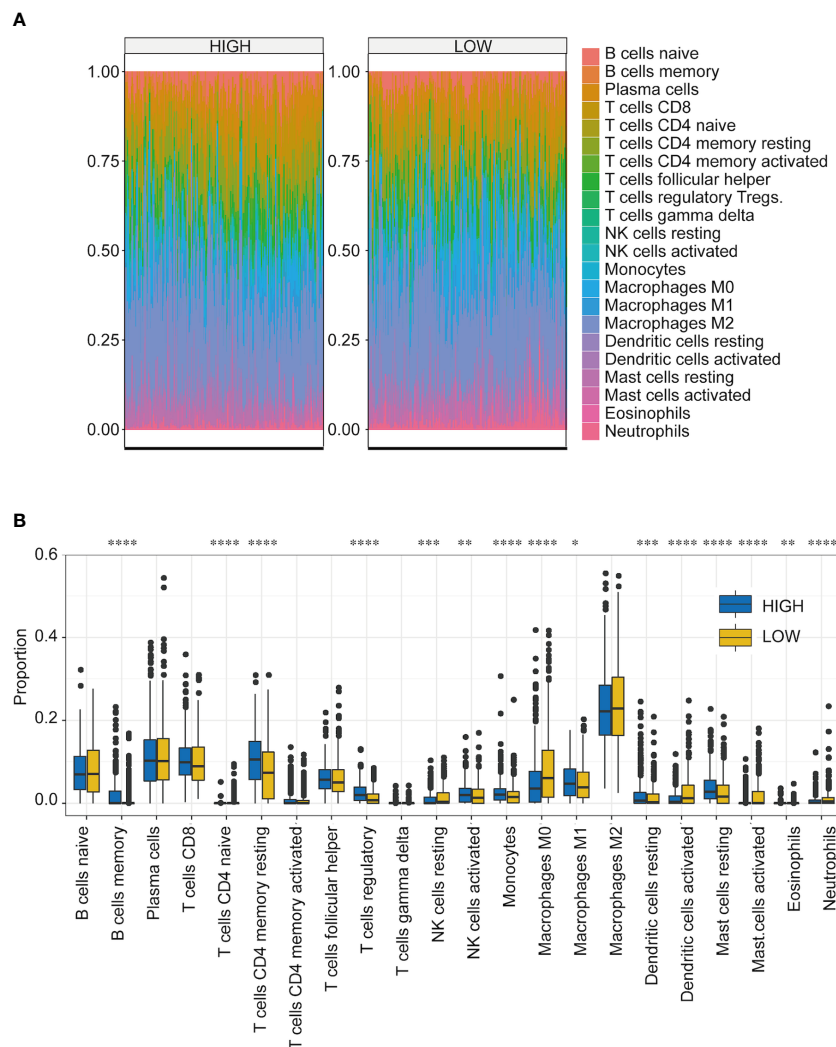 A
HIGH
LOW
1.00
0.75
0.50
0.25
0.00
1.00
0.75
0.50
0.25
0.00
B cells naive
B cells memory
Plasma cells
T cells CD8
T cells CD4 naive
T cells CD4 memory resting
T cells CD4 memory activated
T cells follicular helper
T cells regulatory Tregs.
T cells gamma delta
NK cells resting
NK cells activated
Monocytes
Macrophages M0
Macrophages M1
Macrophages M2
Dendritic cells resting
Dendritic cells activated
Mast cells resting
Mast cells activated
Eosinophils
Neutrophils
B
**** **** **** **** *** ** **** **** * *** **** **** **** ** ****
0.6
0.4
0.2
0.0
Proportion
HIGH
LOW
B cells naive
B cells memory
Plasma cells
T cells CD8
T cells CD4 naive
T cells CD4 memory resting
T cells CD4 memory activated
T cells follicular helper
T cells regulatory
T cells gamma delta
NK cells resting
NK cells activated
Monocytes
Macrophages M0
Macrophages M1
Macrophages M2
Dendritic cells resting
Dendritic cells activated
Mast cells resting
Mast.cells activated
Eosinophils
Neutrophils